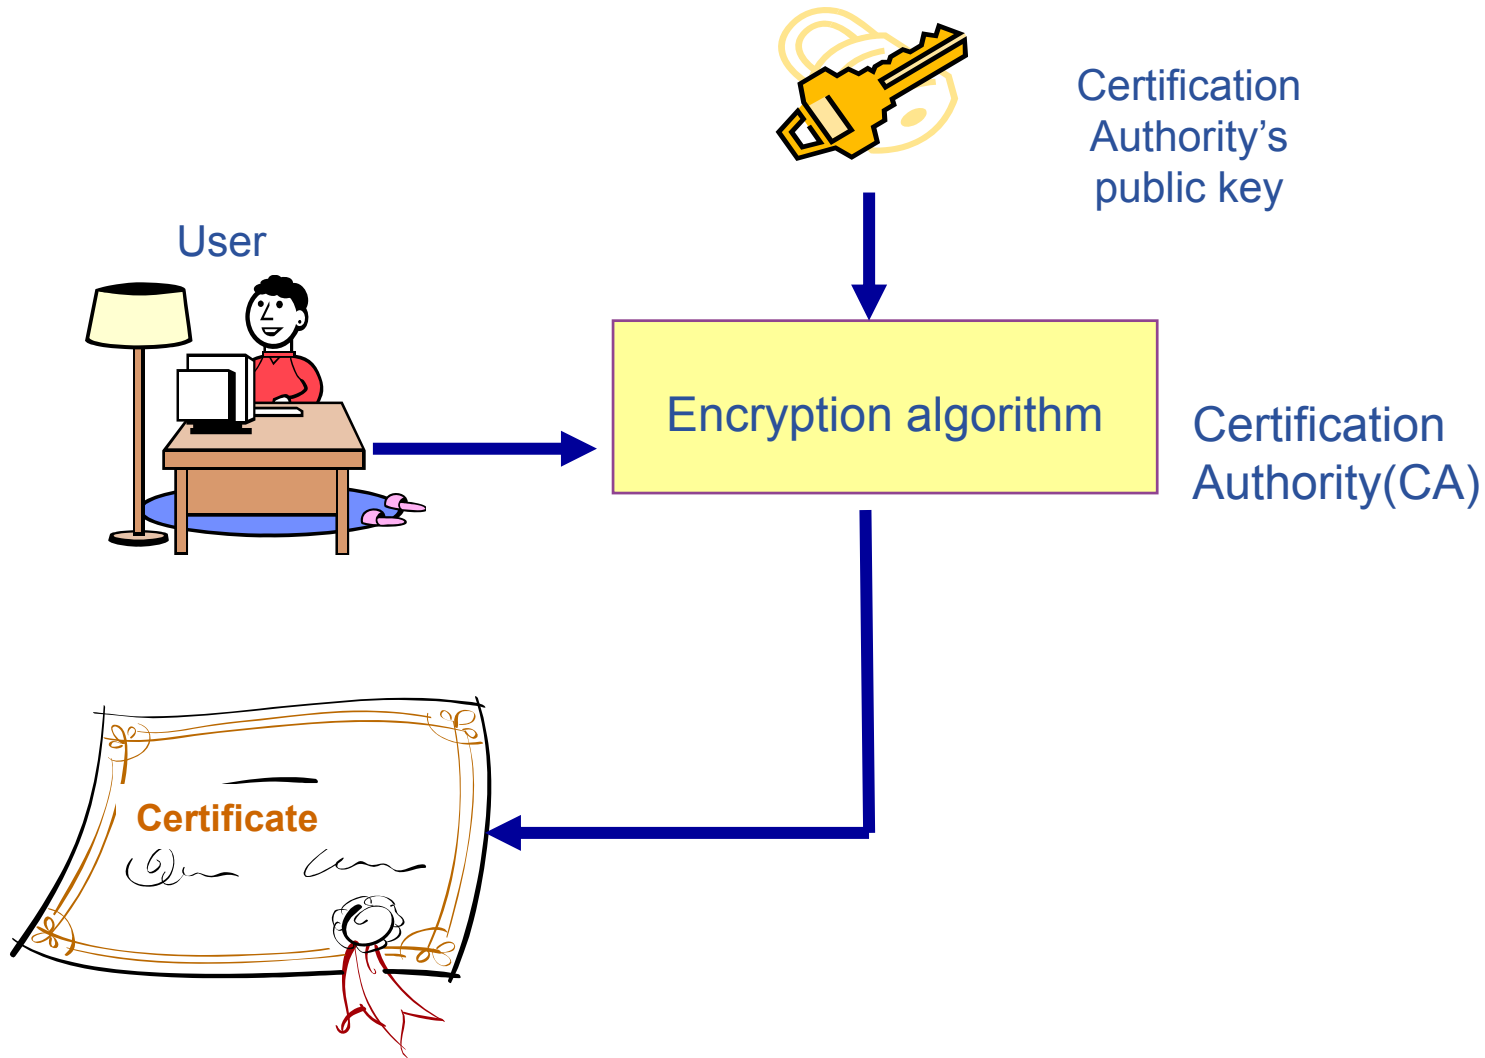 Certification
Authority’s
public key
User
Encryption algorithm
Certification
Authority(CA)
Certificate